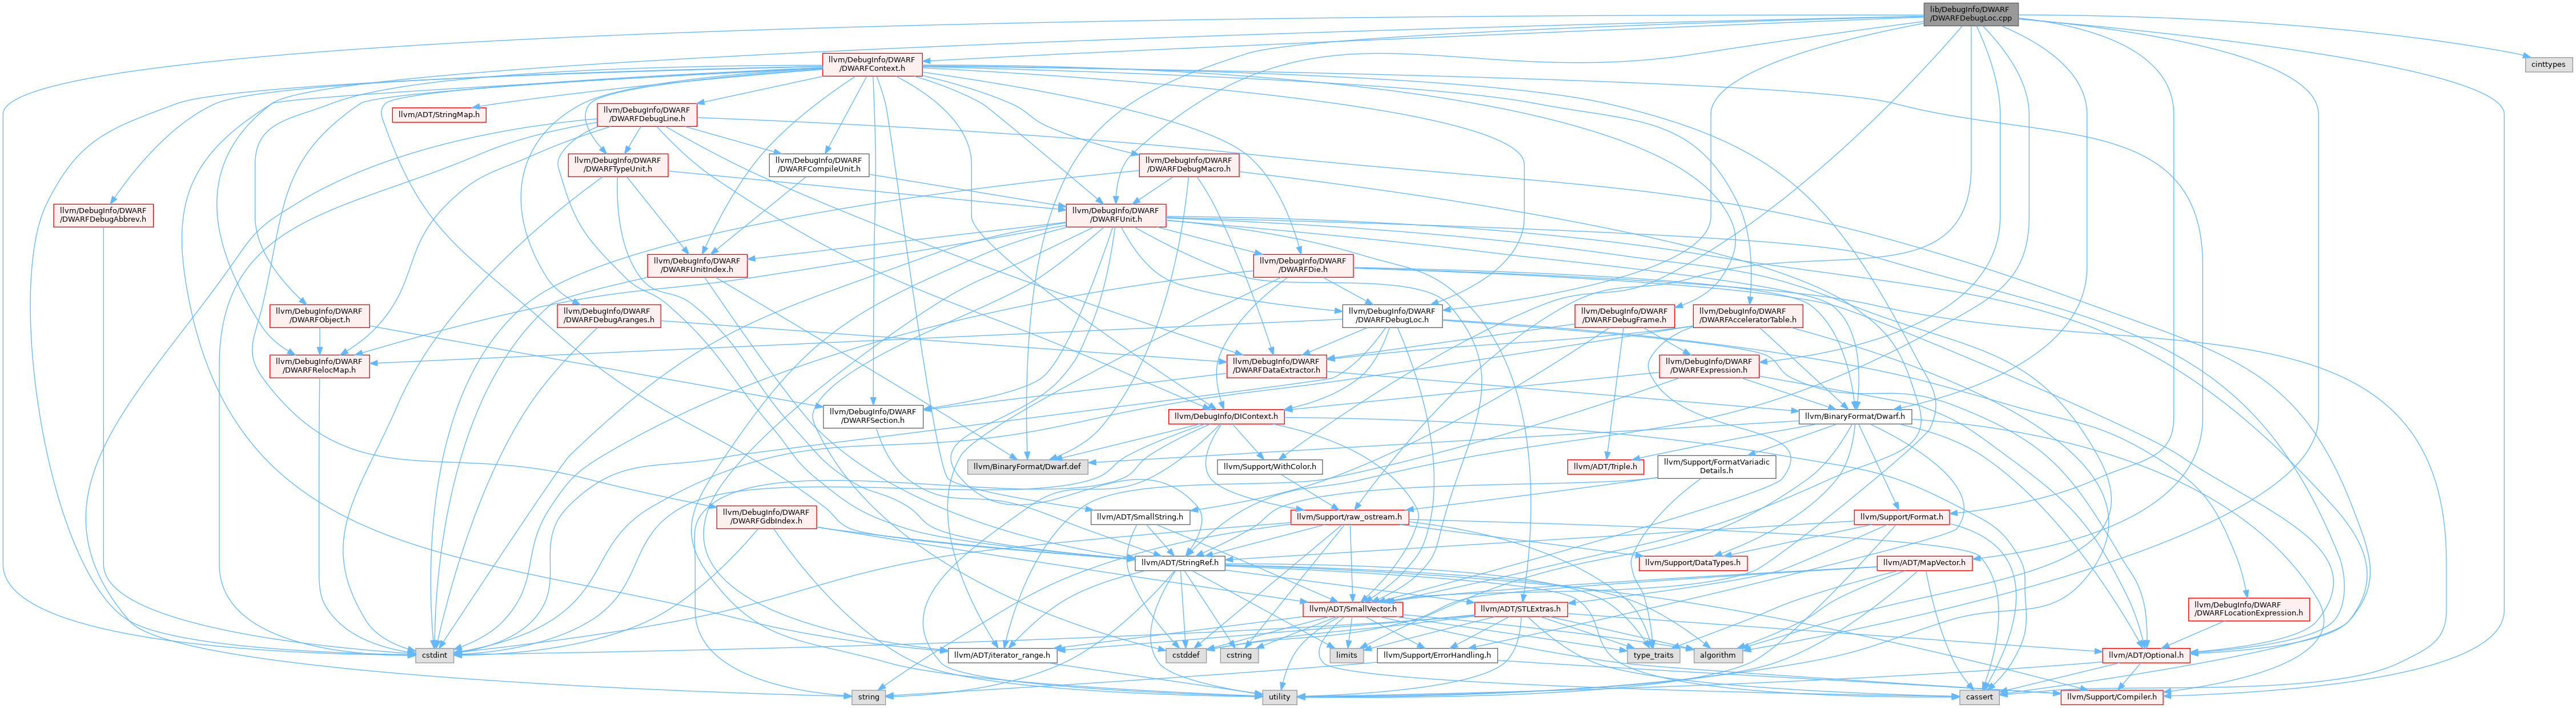 lib/DebugInfo/DWARF
/DWARFDebugLoc.cpp
llvm/DebugInfo/DWARF
/DWARFContext.h
cinttypes
llvm/ADT/StringMap.h
llvm/DebugInfo/DWARF
/DWARFDebugLine.h
llvm/DebugInfo/DWARF
/DWARFTypeUnit.h
llvm/DebugInfo/DWARF
/DWARFCompileUnit.h
llvm/DebugInfo/DWARF
/DWARFDebugMacro.h
llvm/DebugInfo/DWARF
/DWARFDebugAbbrev.h
llvm/DebugInfo/DWARF
/DWARFUnit.h
llvm/DebugInfo/DWARF
/DWARFUnitIndex.h
llvm/DebugInfo/DWARF
/DWARFDie.h
llvm/DebugInfo/DWARF
/DWARFObject.h
llvm/DebugInfo/DWARF
/DWARFDebugAranges.h
llvm/DebugInfo/DWARF
/DWARFDebugLoc.h
llvm/DebugInfo/DWARF
/DWARFDebugFrame.h
llvm/DebugInfo/DWARF
/DWARFAcceleratorTable.h
llvm/DebugInfo/DWARF
/DWARFRelocMap.h
llvm/DebugInfo/DWARF
/DWARFDataExtractor.h
llvm/DebugInfo/DWARF
/DWARFExpression.h
llvm/DebugInfo/DWARF
/DWARFSection.h
llvm/DebugInfo/DIContext.h
llvm/BinaryFormat/Dwarf.h
llvm/BinaryFormat/Dwarf.def
llvm/Support/WithColor.h
llvm/ADT/Triple.h
llvm/Support/FormatVariadic
Details.h
llvm/DebugInfo/DWARF
/DWARFGdbIndex.h
llvm/ADT/SmallString.h
llvm/Support/raw_ostream.h
llvm/Support/Format.h
llvm/ADT/StringRef.h
llvm/Support/DataTypes.h
llvm/ADT/MapVector.h
llvm/ADT/SmallVector.h
llvm/ADT/STLExtras.h
llvm/DebugInfo/DWARF
/DWARFLocationExpression.h
cstdint
llvm/ADT/iterator_range.h
cstddef
cstring
limits
llvm/Support/ErrorHandling.h
type_traits
algorithm
llvm/ADT/Optional.h
string
utility
cassert
llvm/Support/Compiler.h